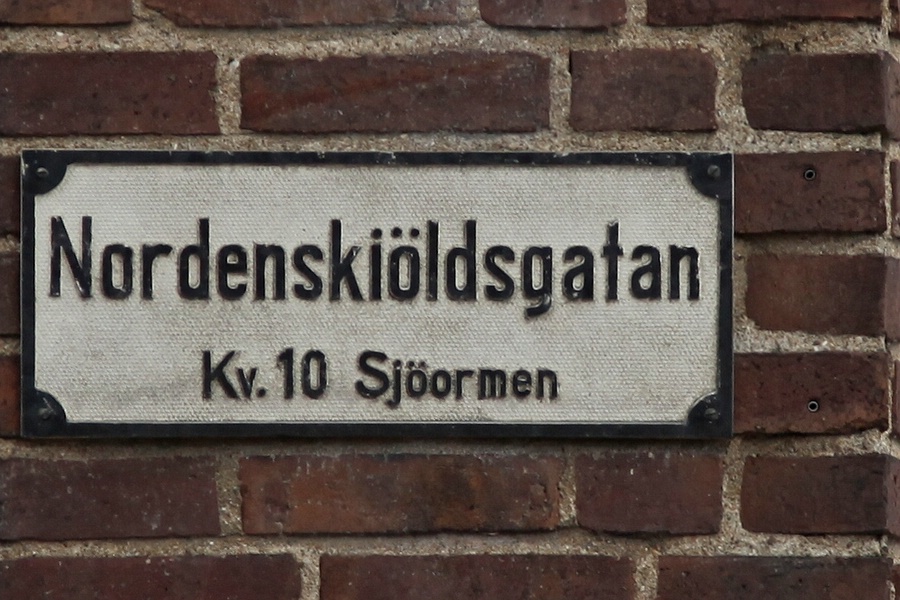 Nordenskiöldsgatan
Kv. 10 Sjöormen